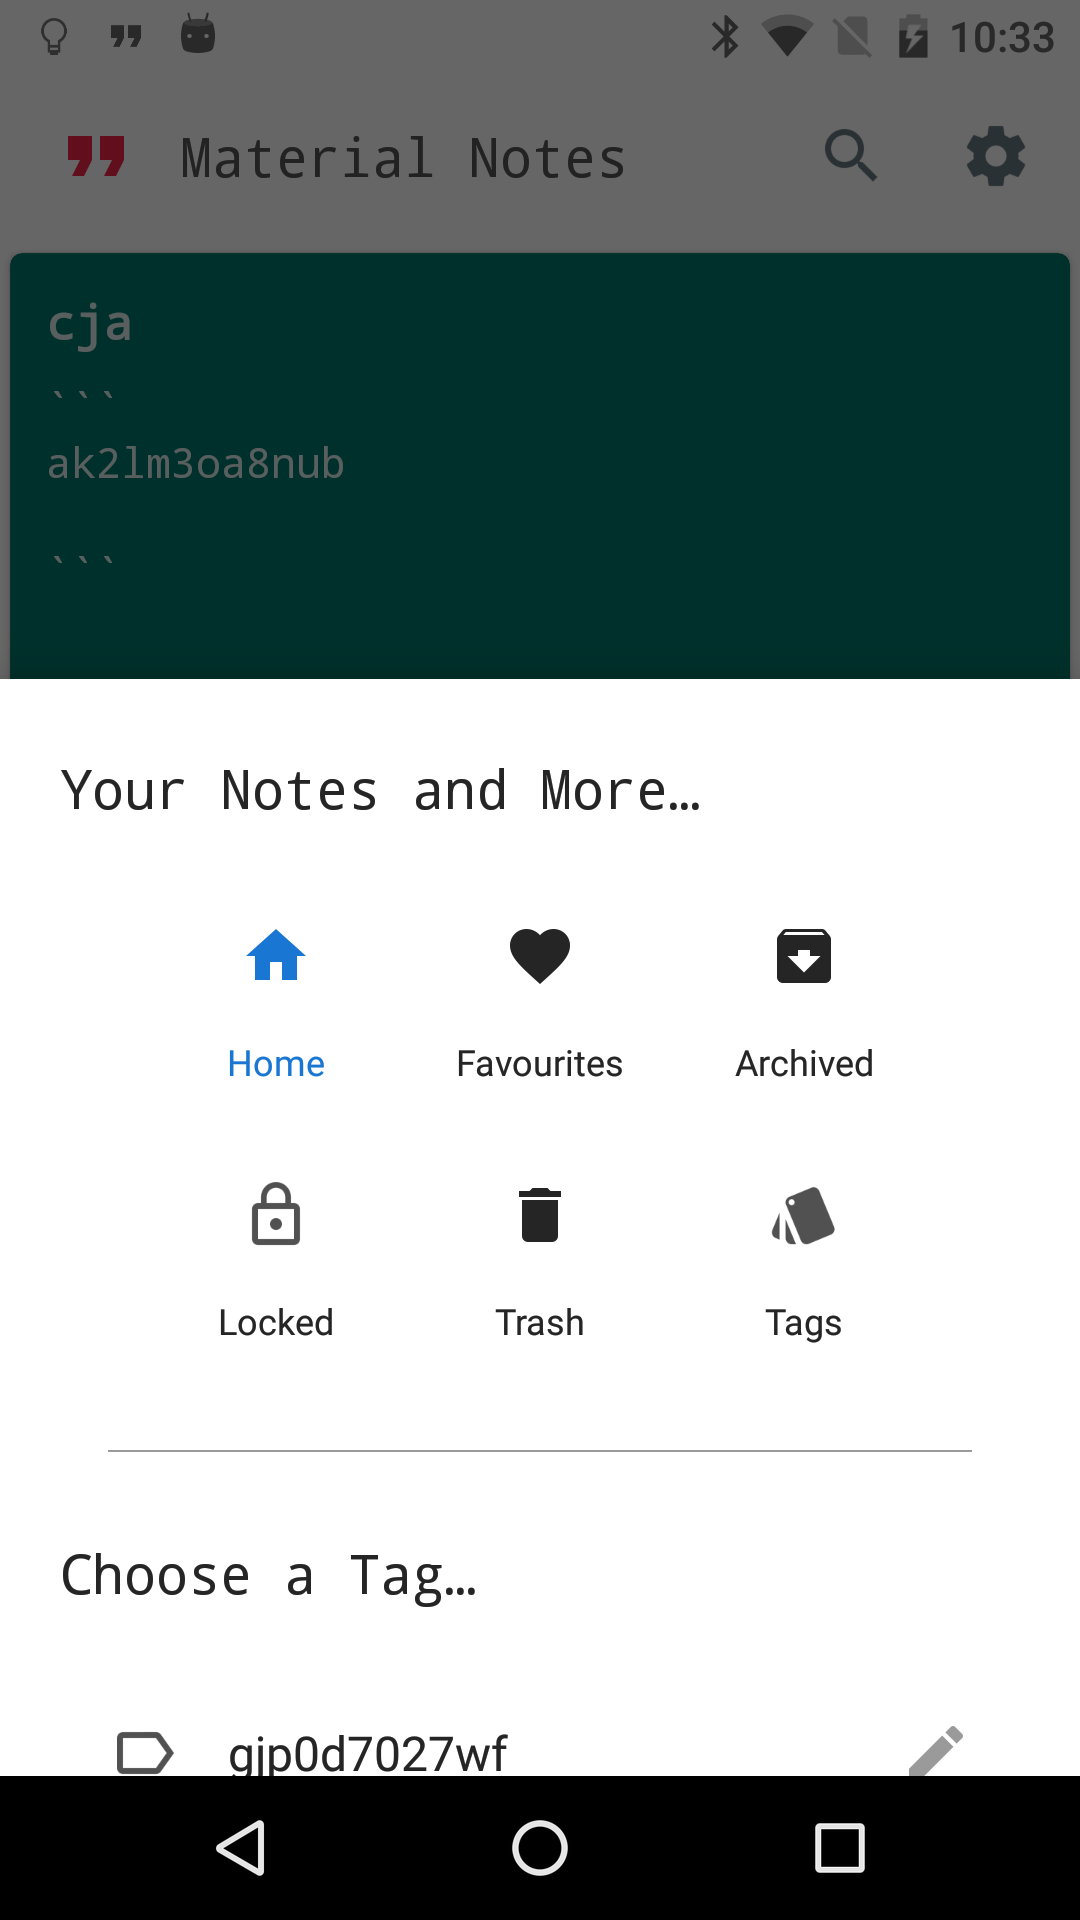 10:33
Material Notes
cja
```
ak2lm3oa8nub
```
Your Notes and More…
Home Favourites Archived
Locked Trash Tags
Choose a Tag…
gjp0d7027wf